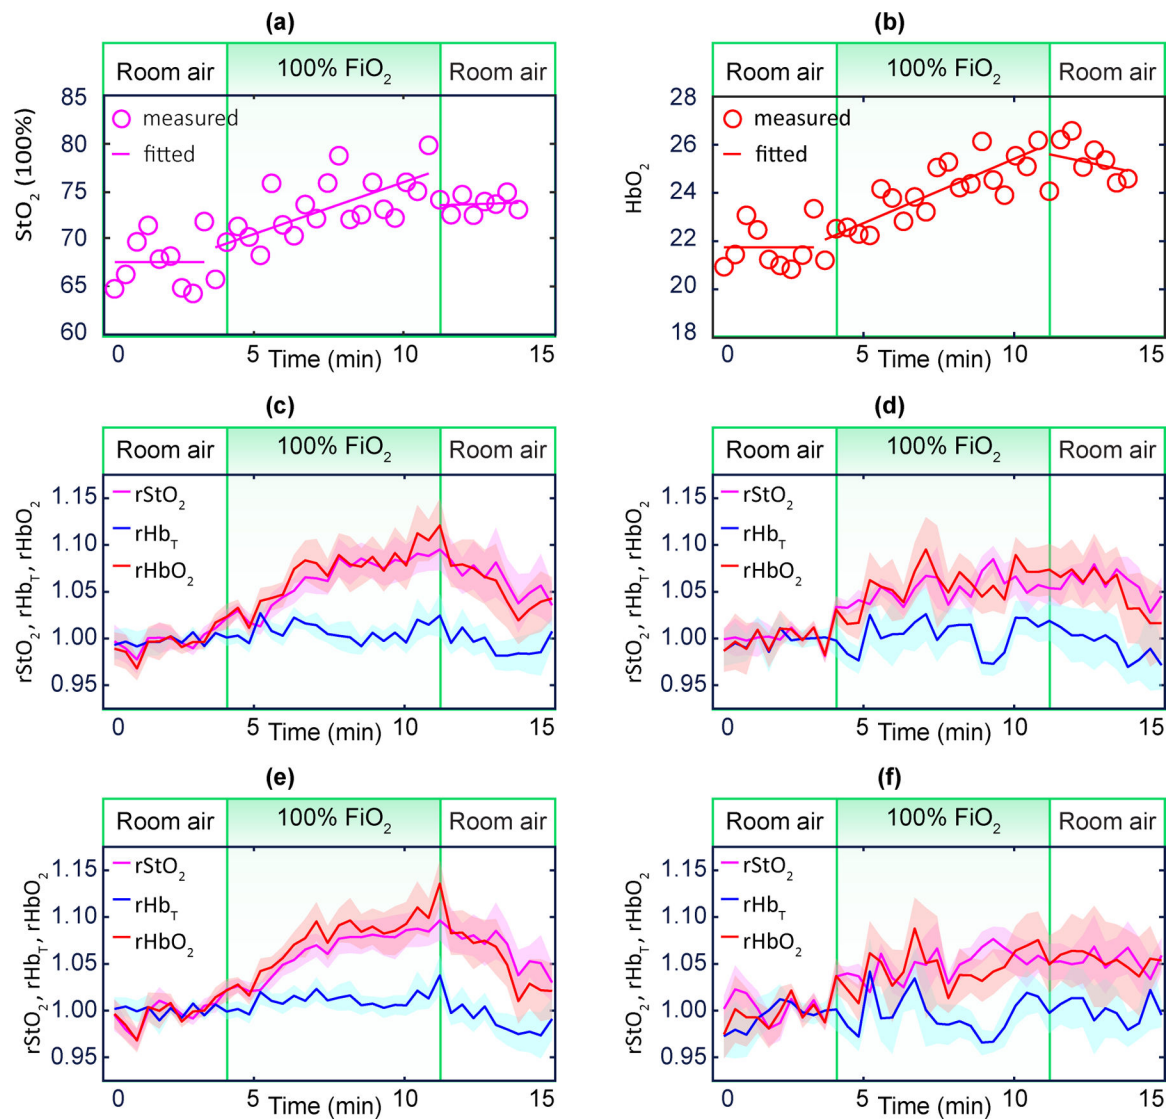 (a)
Room air 100% FiO2 Room air
StO2 (100%)
85
80
75
70
65
60
measured
fitted
0 5 10 15
Time (min)
(b)
Room air 100% FiO2 Room air
HbO2
28
26
24
22
20
18
measured
fitted
0 5 10 15
Time (min)
(c)
Room air 100% FiO2 Room air
rStO2, rHbT, rHbO2
1.15
1.10
1.05
1.00
0.95
rStO2
rHbT
rHbO2
0 5 10 15
Time (min)
(d)
Room air 100% FiO2 Room air
rStO2, rHbT, rHbO2
1.15
1.10
1.05
1.00
0.95
rStO2
rHbT
rHbO2
0 5 10 15
Time (min)
(e)
Room air 100% FiO2 Room air
rStO2, rHbT, rHbO2
1.15
1.10
1.05
1.00
0.95
rStO2
rHbT
rHbO2
0 5 10 15
Time (min)
(f)
Room air 100% FiO2 Room air
rStO2, rHbT, rHbO2
1.15
1.10
1.05
1.00
0.95
rStO2
rHbT
rHbO2
0 5 10 15
Time (min)